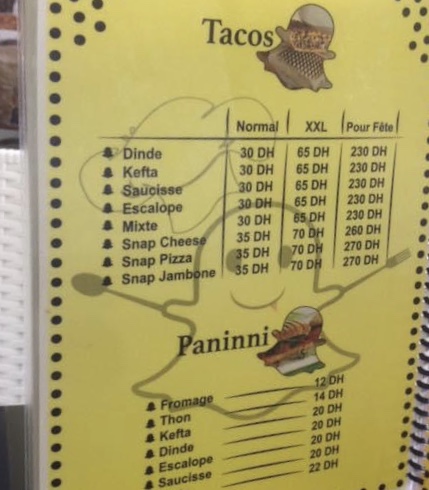 Tacos
Normal XXL Pour Fête
Dinde 30 DH 65 DH 230 DH
Kefta 30 DH 65 DH 230 DH
Saucisse 30 DH 65 DH 230 DH
Escalope 30 DH 65 DH 230 DH
Mixte 30 DH 65 DH 230 DH
Snap Cheese 35 DH 70 DH 260 DH
Snap Pizza 35 DH 70 DH 270 DH
Snap Jambone 35 DH 70 DH 270 DH
Paninni
Fromage 12 DH
Thon 14 DH
Kefta 20 DH
Dinde 20 DH
Escalope 20 DH
Saucisse 20 DH
22 DH